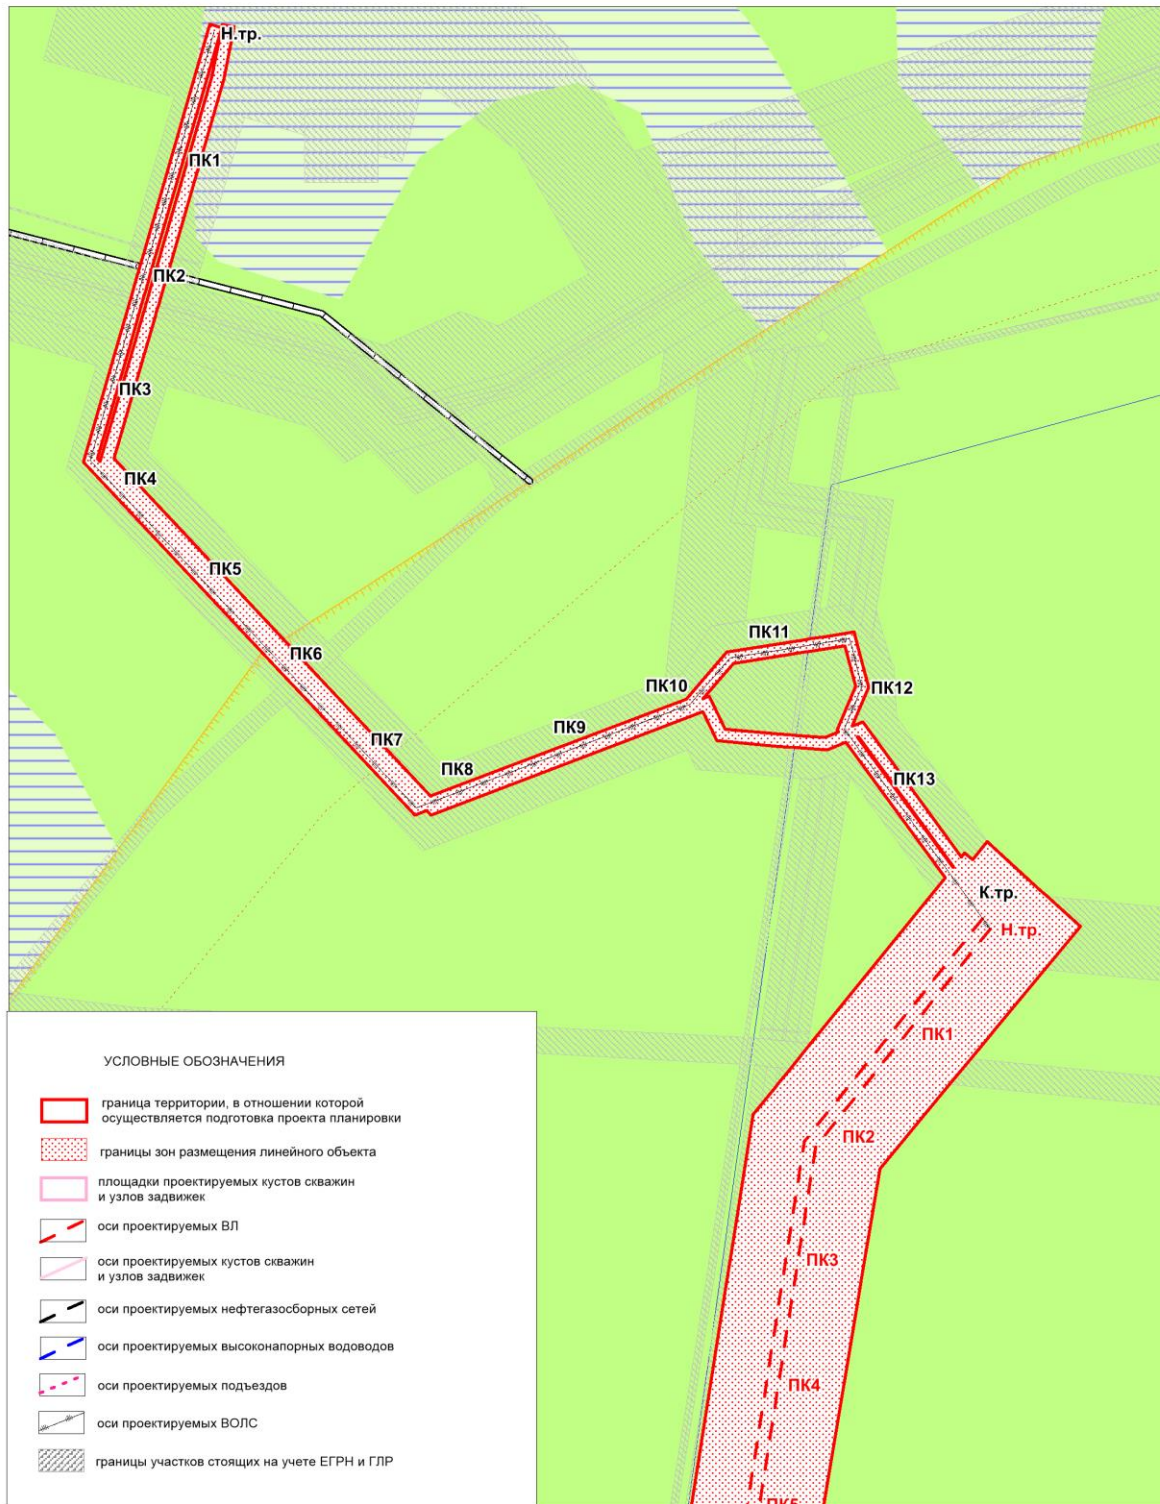 Н.тр.
ПК1
ПК2
ПК3
ПК4
ПК5
ПК6
ПК7
ПК8
ПК9
ПК10
ПК11
ПК12
ПК13
К.тр.
Н.тр.
ПК1
ПК2
ПК3
ПК4
ПК5
УСЛОВНЫЕ ОБОЗНАЧЕНИЯ
граница территории, в отношении которой
осуществляется подготовка проекта планировки
границы зон размещения линейного объекта
площадки проектируемых кустов скважин
и узлов задвижек
оси проектируемых ВЛ
оси проектируемых кустов скважин
и узлов задвижек
оси проектируемых нефтегазосборных сетей
оси проектируемых высоконапорных водоводов
оси проектируемых подъездов
оси проектируемых ВОЛС
границы участков стоящих на учете ЕГРН и ГЛР